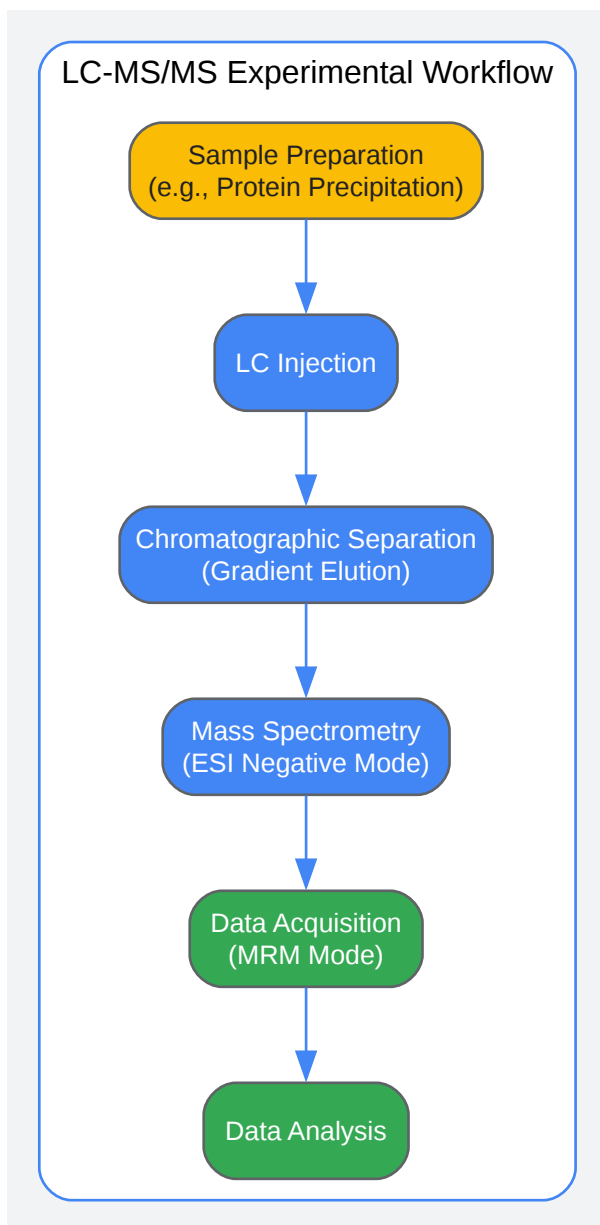 LC-MS/MS Experimental Workflow
Sample Preparation
(e.g., Protein Precipitation)
LC Injection
Chromatographic Separation
(Gradient Elution)
Mass Spectrometry
(ESI Negative Mode)
Data Acquisition
(MRM Mode)
Data Analysis